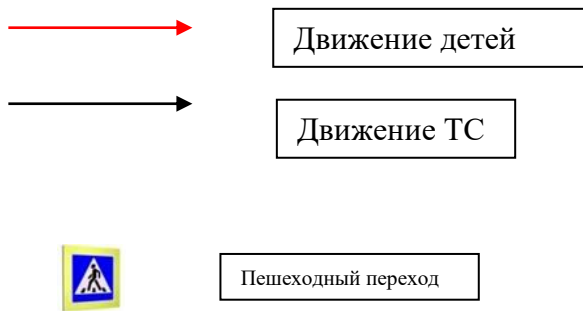 Движение детей
Движение ТС
Пешеходный переход